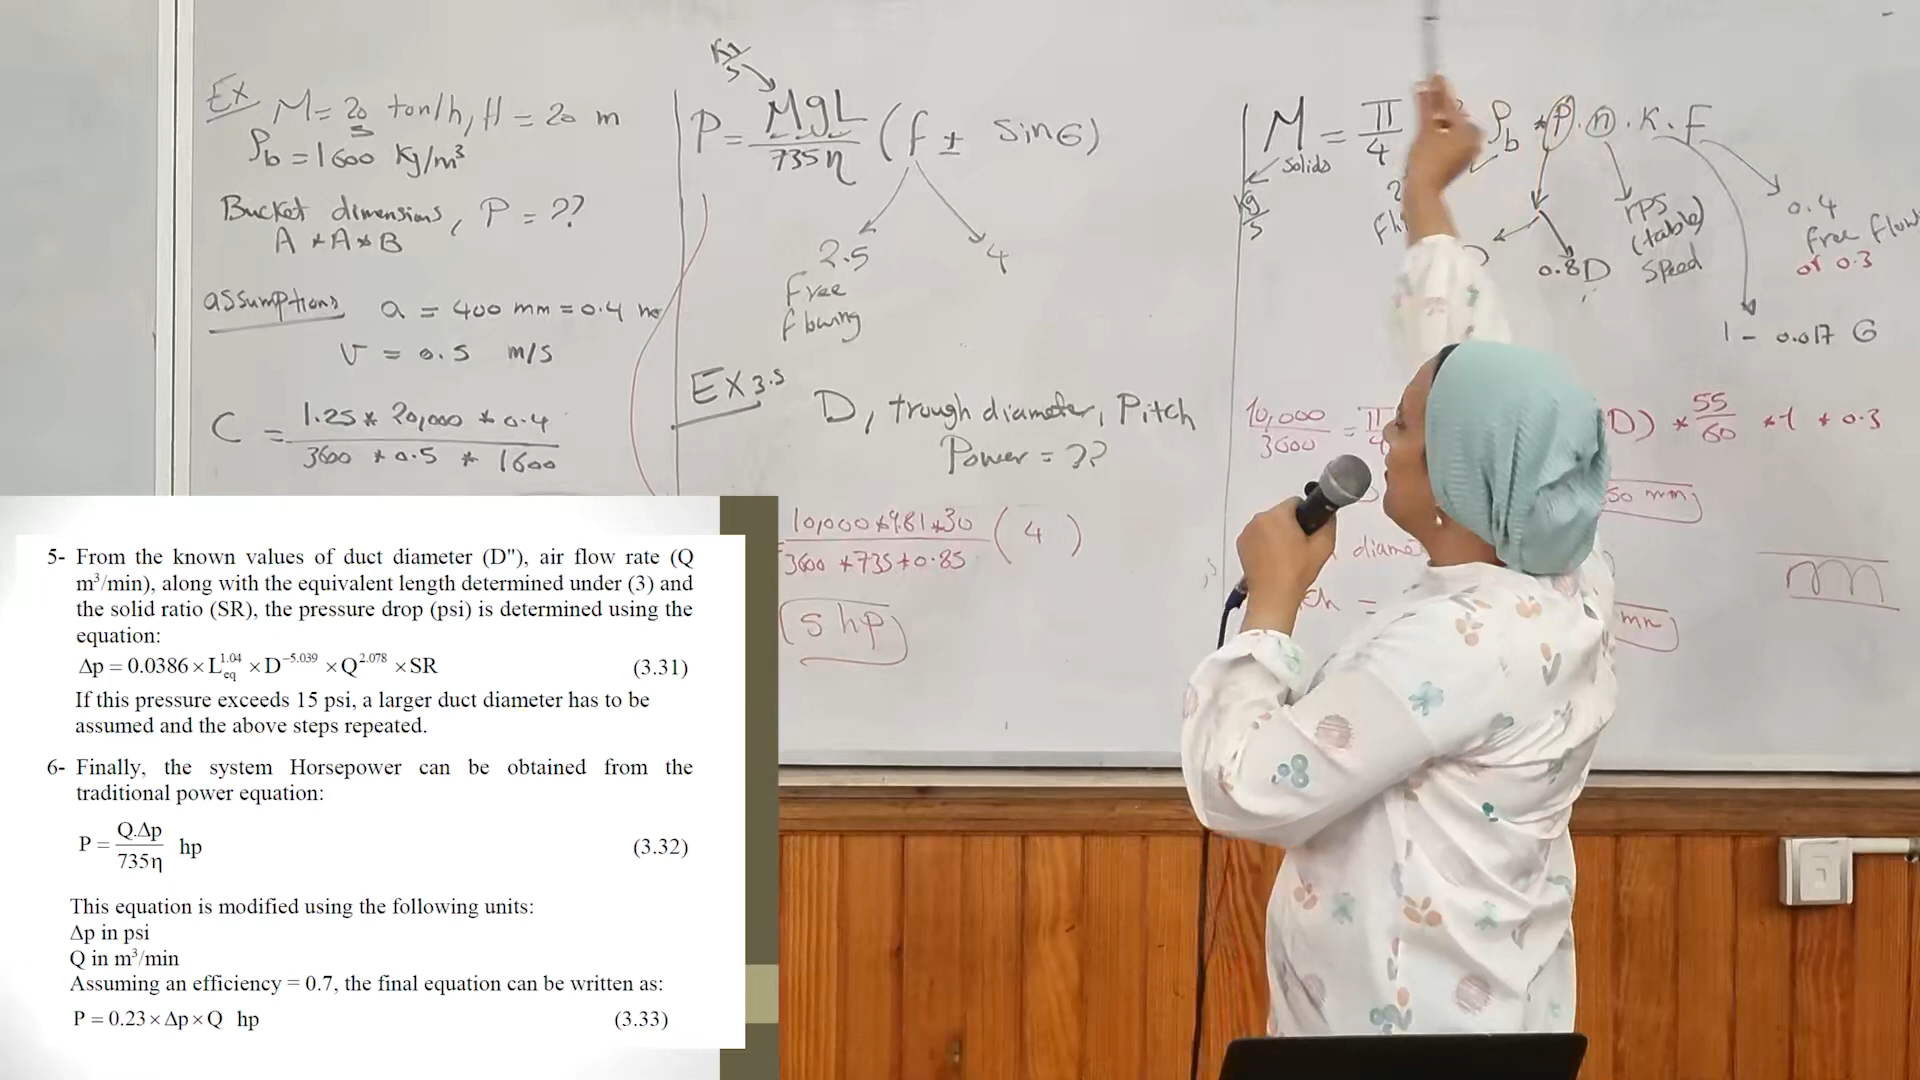 Ex M = 20 ton/h, H = 20 m
ρb = 1600 Kg/m³
Bucket dimensions, P = ??
A * A * B
assumptions a = 400 mm = 0.4 m
v = 0.5 m/s
C = 1.25 * 20,000 * 0.4
3600 * 0.5 * 1600
Kg/s
P = MgL / 735η (f ± sinθ)
2.5
free
flowing
4
EX 3.5 D, trough diameter, Pitch
Power = ??
= 10,000 * 9.81 * 30 / 3600 * 735 * 0.85 ( 4 )
5 hp
M = π/4 ρb * P . n . K . F
solids
kg/s
0.8D
rps
(table)
speed
0.4
free flow
or 0.3
1 - 0.017 θ
10,000 / 3600 = π/4
D) * 55/60 * 1 * 0.3
50 mm
diame
=
mm
5- From the known values of duct diameter (D"), air flow rate (Q
m³/min), along with the equivalent length determined under (3) and
the solid ratio (SR), the pressure drop (psi) is determined using the
equation:
Δp = 0.0386 × L_eq^1.04 × D^−5.039 × Q^2.078 × SR (3.31)
If this pressure exceeds 15 psi, a larger duct diameter has to be
assumed and the above steps repeated.
6- Finally, the system Horsepower can be obtained from the
traditional power equation:
P = Q.Δp / 735η hp (3.32)
This equation is modified using the following units:
Δp in psi
Q in m³/min
Assuming an efficiency = 0.7, the final equation can be written as:
P = 0.23 × Δp × Q hp (3.33)